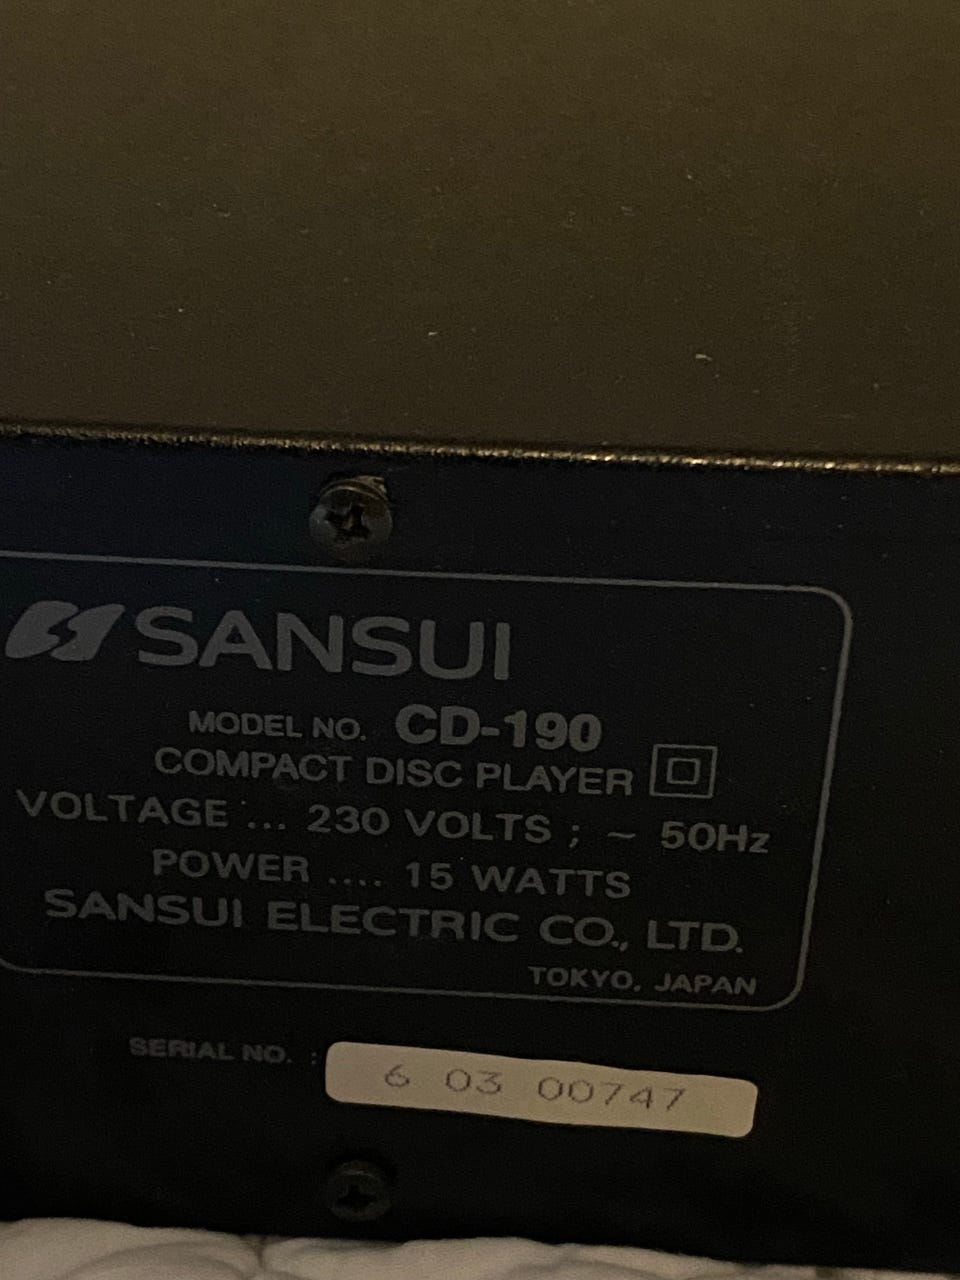 SANSUI
MODEL NO. CD-190
COMPACT DISC PLAYER
VOLTAGE ... 230 VOLTS ; ~ 50Hz
POWER .... 15 WATTS
SANSUI ELECTRIC CO., LTD.
TOKYO, JAPAN
SERIAL NO. : 6 03 00747